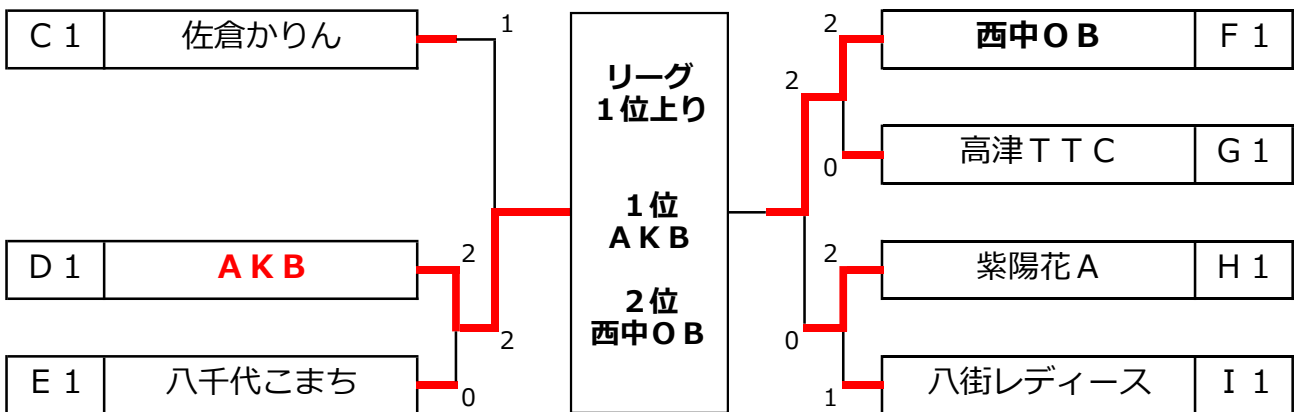 C1 佐倉かりん
1
D1 AKB
2
2
E1 八千代こまち
0
リーグ
1位上り
1位
AKB
2位
西中OB
2
西中OB F1
2
高津TTC G1
0
2
紫陽花A H1
0
八街レディース I1
1